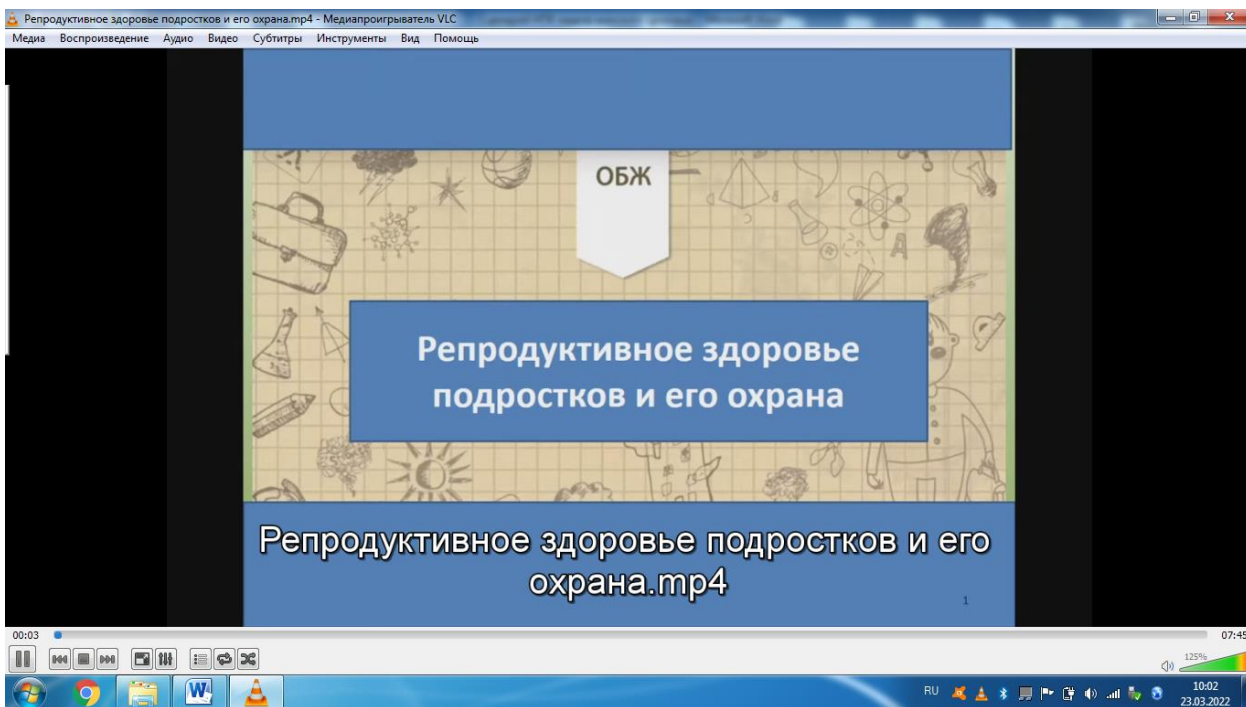 Репродуктивное здоровье подростков и его охрана.mp4 - Медиапроигрыватель VLC
Медиа Воспроизведение Аудио Видео Субтитры Инструменты Вид Помощь
ОБЖ
A
Репродуктивное здоровье
подростков и его охрана
Репродуктивное здоровье подростков и его
охрана.mp4
1
00:03
07:45
125%
RU
10:02
23.03.2022